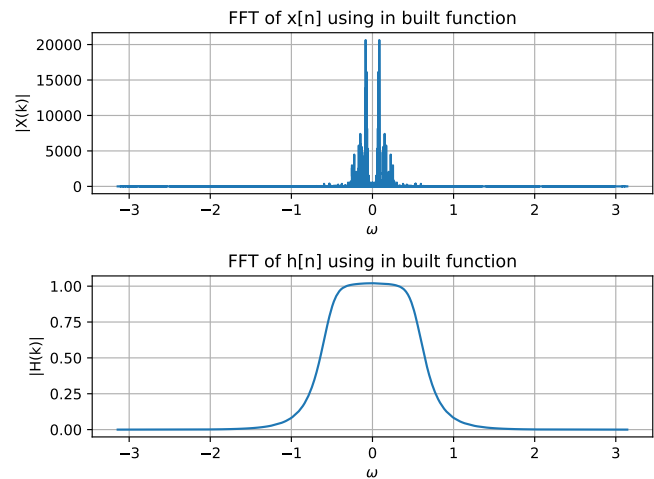 FFT of x[n] using in built function
20000
15000
10000
5000
0
|X(k)|
−3 −2 −1 0 1 2 3
ω
FFT of h[n] using in built function
1.00
0.75
0.50
0.25
0.00
|H(k)|
−3 −2 −1 0 1 2 3
ω